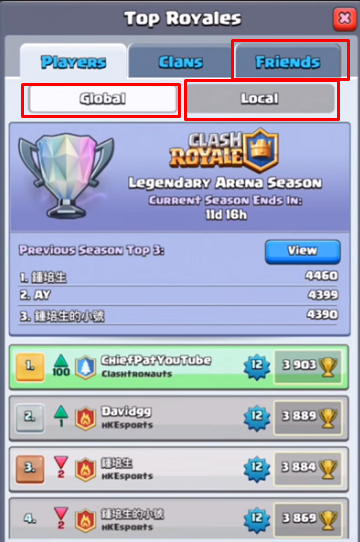 Top Royales
Players
Clans
Friends
Global
Local
CLASH ROYALE
Legendary Arena Season
Current Season Ends In:
11d 16h
Previous Season Top 3:
View
1. 鍾培生 4460
2. AY 4399
3. 鍾培生的小號 4390
1. 100 ChiefPatYouTube 12 3 903
Clashtronauts
2. 1 Davidgg 12 3 889
HKEsports
3. 2 鍾培生 12 3 884
HKEsports
4. 2 鍾培生的小號 12 3 869
HKEsports